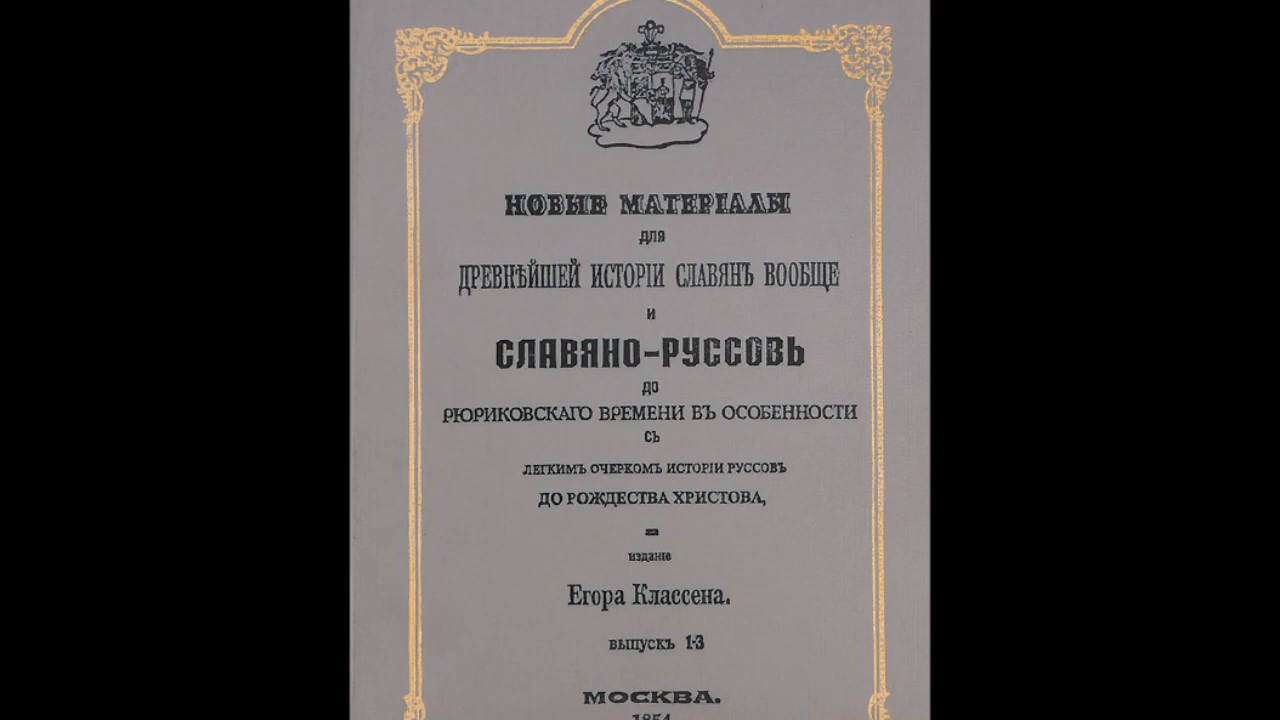 НОВЫЕ МАТЕРІАЛЫ
ДЛЯ
ДРЕВНѢЙШЕЙ ИСТОРІИ СЛАВЯНЪ ВООБЩЕ
И
СЛАВЯНО-РУССОВЪ
ДО
РЮРИКОВСКАГО ВРЕМЕНИ ВЪ ОСОБЕННОСТИ
СЪ
ЛЕГКИМЪ ОЧЕРКОМЪ ИСТОРІИ РУССОВЪ
ДО РОЖДЕСТВА ХРИСТОВА,
изданіе
Егора Классена.
выпускъ 1-3
МОСКВА.
1854